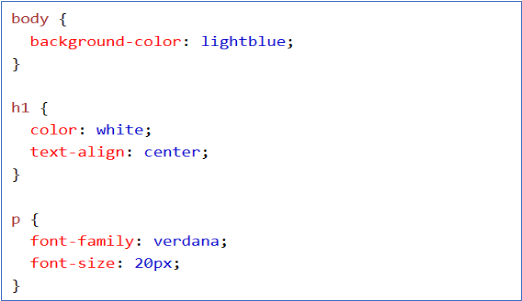 body {
  background-color: lightblue;
}

h1 {
  color: white;
  text-align: center;
}

p {
  font-family: verdana;
  font-size: 20px;
}